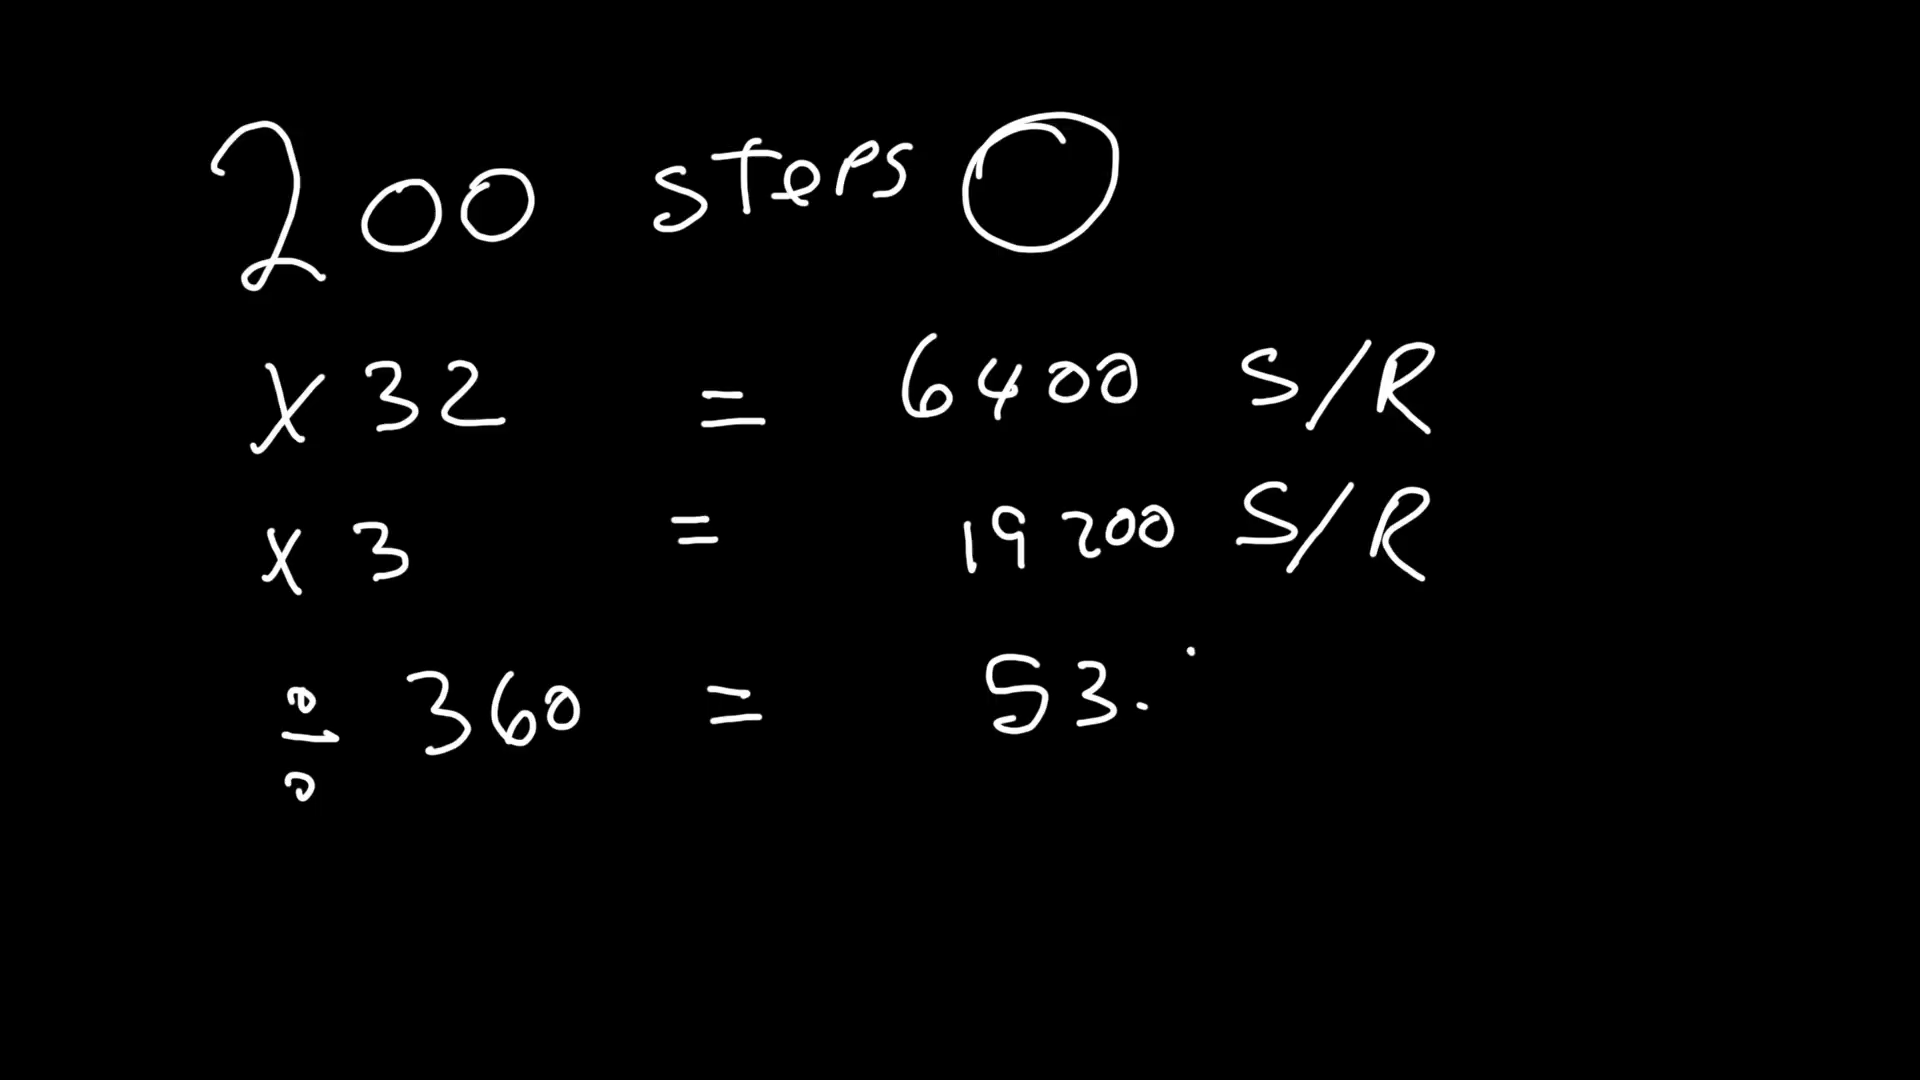 200 steps
x 32 = 6400 S/R
x 3 = 19200 S/R
÷ 360 = 53.